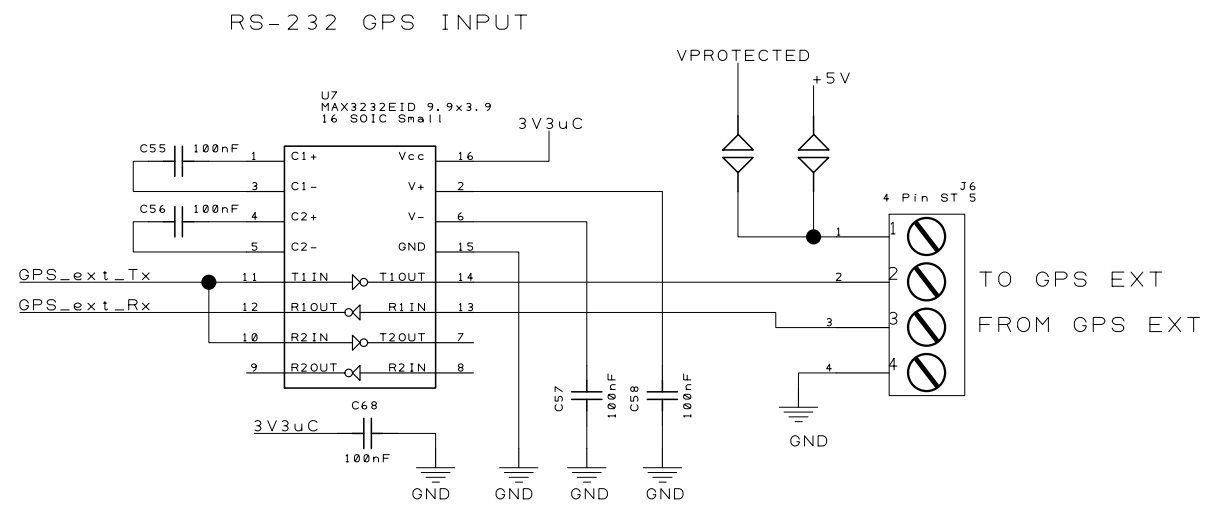 RS-232 GPS INPUT
VPROTECTED
+5V
U7
MAX3232EID 9.9x3.9
16 SOIC Small
3V3uC
C55 100nF 1 C1+ Vcc 16
3 C1- V+ 2
C56 100nF 4 C2+ V- 6
5 C2- GND 15
GPS_ext_Tx 11 T1IN T1OUT 14
GPS_ext_Rx 12 R1OUT R1IN 13
10 R2IN T2OUT 7
9 R2OUT R2IN 8
J6
4 Pin ST 5
1 1
2 2 TO GPS EXT
3 3 FROM GPS EXT
4 4
GND
C57 100nF
C58 100nF
C68
3V3uC
100nF
GND GND GND GND